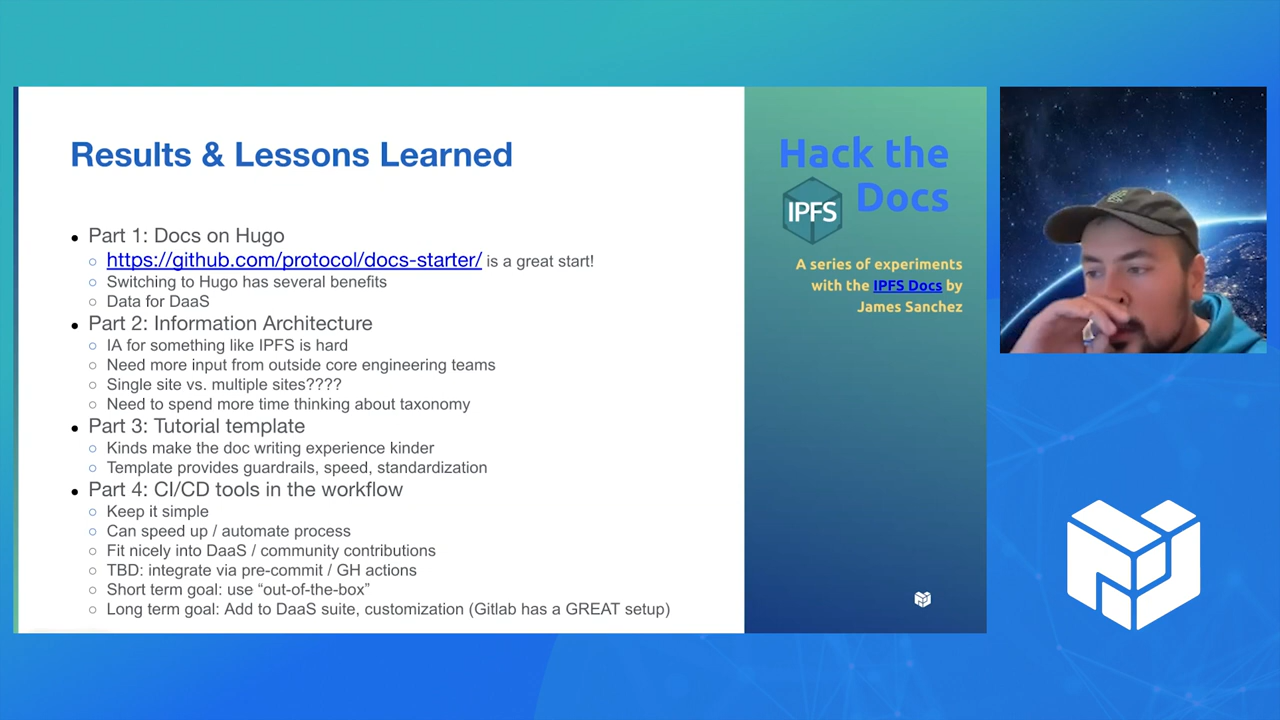 Results & Lessons Learned
● Part 1: Docs on Hugo
○ https://github.com/protocol/docs-starter/ is a great start!
○ Switching to Hugo has several benefits
○ Data for DaaS
● Part 2: Information Architecture
○ IA for something like IPFS is hard
○ Need more input from outside core engineering teams
○ Single site vs. multiple sites????
○ Need to spend more time thinking about taxonomy
● Part 3: Tutorial template
○ Kinds make the doc writing experience kinder
○ Template provides guardrails, speed, standardization
● Part 4: CI/CD tools in the workflow
○ Keep it simple
○ Can speed up / automate process
○ Fit nicely into DaaS / community contributions
○ TBD: integrate via pre-commit / GH actions
○ Short term goal: use “out-of-the-box”
○ Long term goal: Add to DaaS suite, customization (Gitlab has a GREAT setup)
Hack the
IPFS Docs
A series of experiments
with the IPFS Docs by
James Sanchez